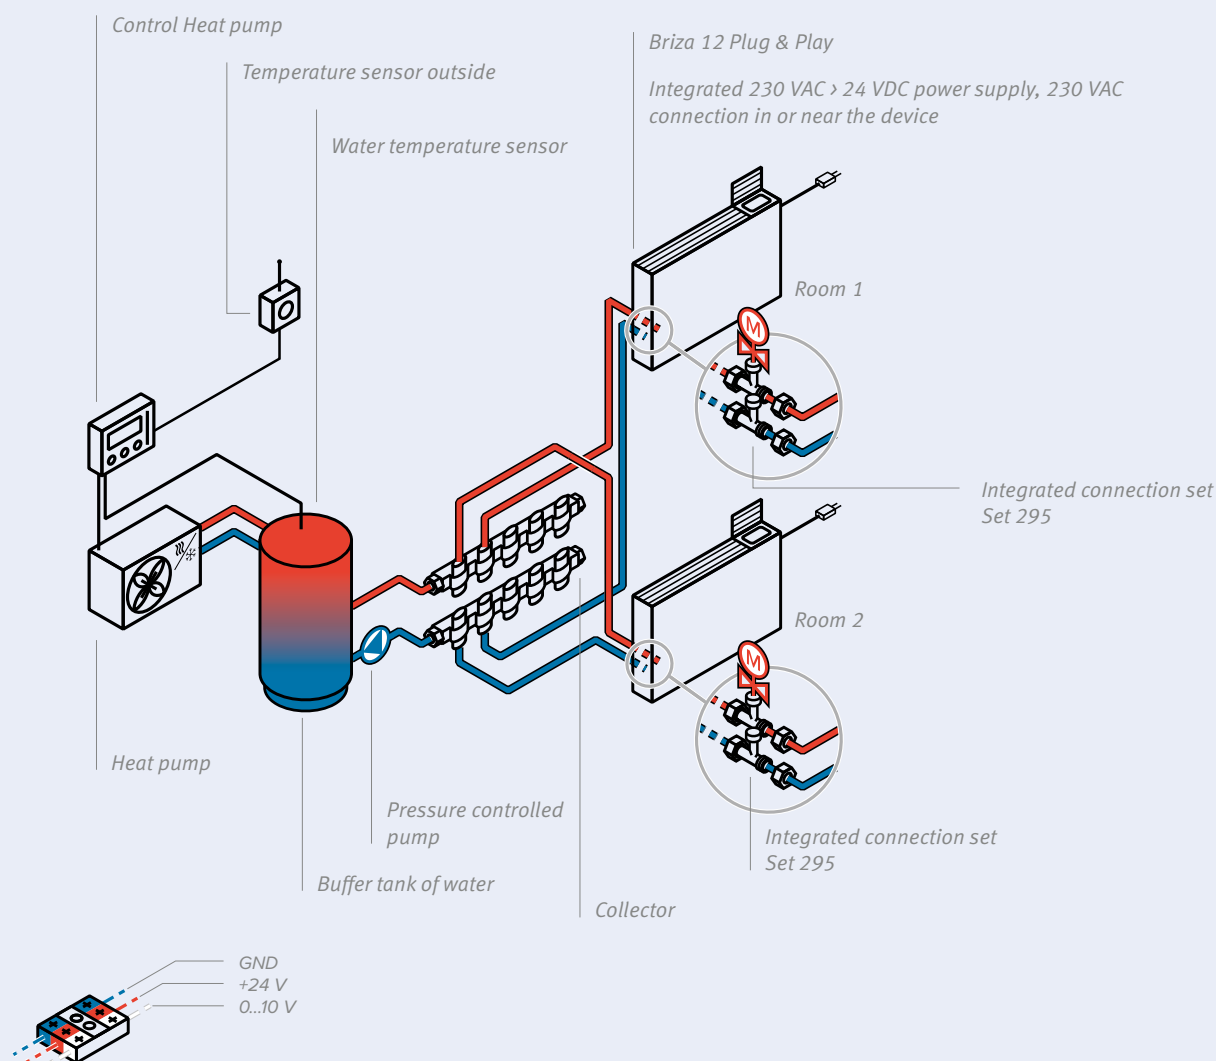 Control Heat pump
Temperature sensor outside
Water temperature sensor
Briza 12 Plug & Play
Integrated 230 VAC › 24 VDC power supply, 230 VAC
connection in or near the device
Room 1
M
Integrated connection set
Set 295
Room 2
M
Integrated connection set
Set 295
Heat pump
Pressure controlled
pump
Buffer tank of water
Collector
GND
+24 V
0...10 V